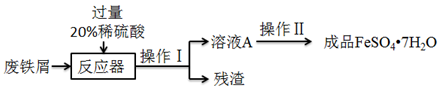 过量
20%稀硫酸
废铁屑
反应器
操作Ⅰ
溶液A
操作Ⅱ
成品FeSO₄•7H₂O
残渣